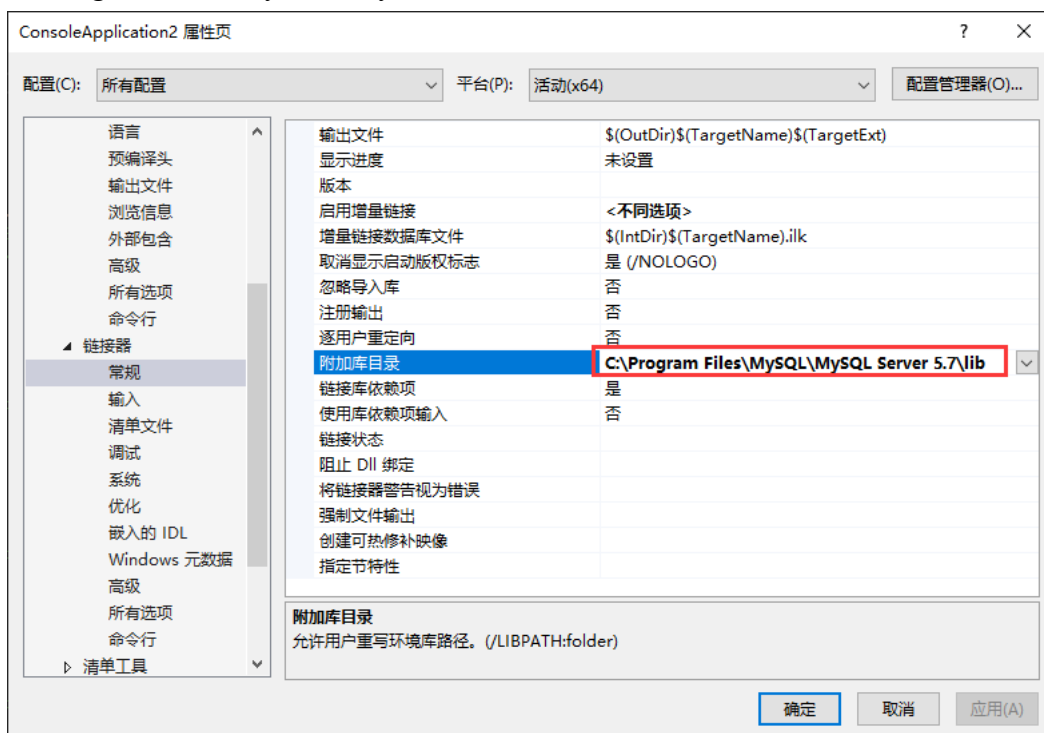 ConsoleApplication2 属性页
?
×
配置(C):
所有配置
平台(P):
活动(x64)
配置管理器(O)...
语言
预编译头
输出文件
浏览信息
外部包含
高级
所有选项
命令行
链接器
常规
输入
清单文件
调试
系统
优化
嵌入的 IDL
Windows 元数据
高级
所有选项
命令行
清单工具
输出文件 $(OutDir)$(TargetName)$(TargetExt)
显示进度 未设置
版本
启用增量链接 <不同选项>
增量链接数据库文件 $(IntDir)$(TargetName).ilk
取消显示启动版权标志 是 (/NOLOGO)
忽略导入库 否
注册输出 否
逐用户重定向 否
附加库目录 C:\Program Files\MySQL\MySQL Server 5.7\lib
链接库依赖项 是
使用库依赖项输入 否
链接状态
阻止 Dll 绑定
将链接器警告视为错误
强制文件输出
创建可热修补映像
指定节特性
附加库目录
允许用户重写环境库路径。(/LIBPATH:folder)
确定
取消
应用(A)